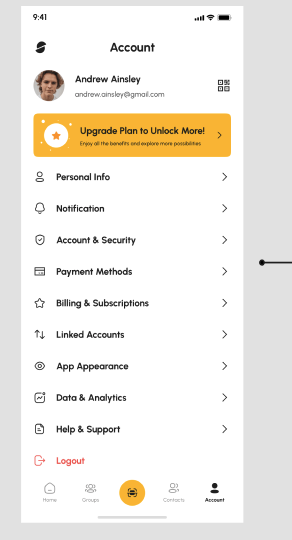 9:41
Account
Andrew Ainsley
andrew.ainsley@gmail.com
Upgrade Plan to Unlock More!
Enjoy all the benefits and explore more possibilities
Personal Info
Notification
Account & Security
Payment Methods
Billing & Subscriptions
Linked Accounts
App Appearance
Data & Analytics
Help & Support
Logout
Home
Groups
Contacts
Account